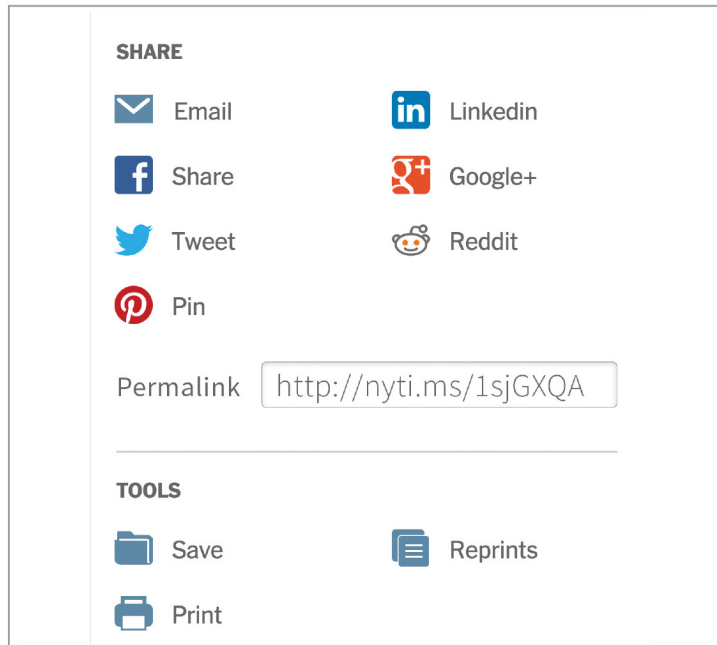 SHARE
Email
Linkedin
Share
Google+
Tweet
Reddit
Pin
Permalink http://nyti.ms/1sjGXQA
TOOLS
Save
Reprints
Print